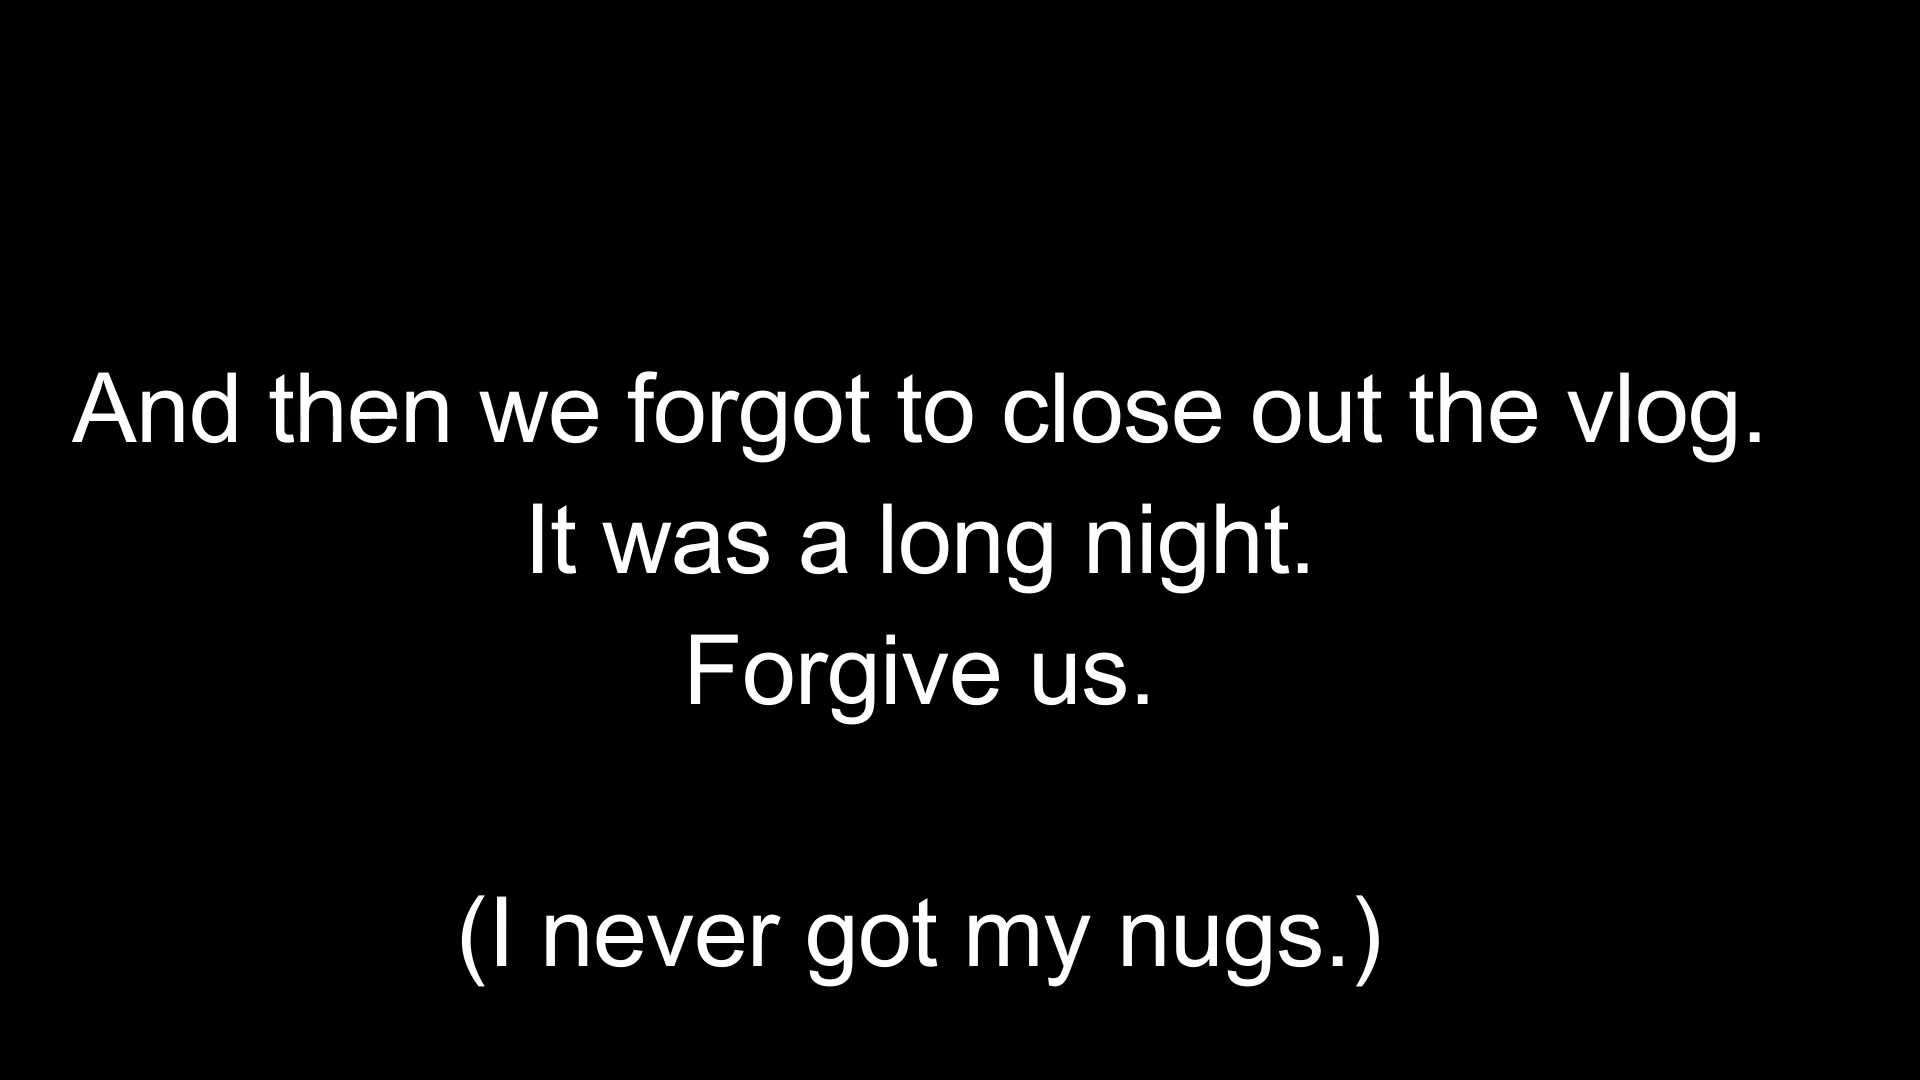 And then we forgot to close out the vlog.
It was a long night.
Forgive us.
(I never got my nugs.)